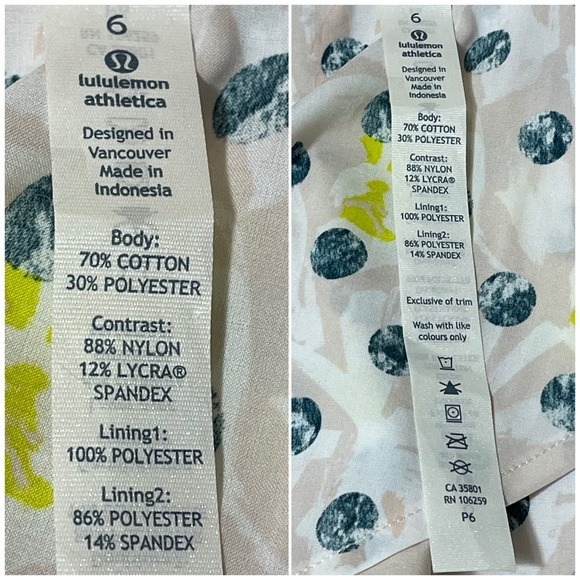 6
lululemon
athletica
Designed in
Vancouver
Made in
Indonesia
Body:
70% COTTON
30% POLYESTER
Contrast:
88% NYLON
12% LYCRA®
SPANDEX
Lining1:
100% POLYESTER
Lining2:
86% POLYESTER
14% SPANDEX
6
lululemon
athletica
Designed in
Vancouver
Made in
Indonesia
Body:
70% COTTON
30% POLYESTER
Contrast:
88% NYLON
12% LYCRA®
SPANDEX
Lining1:
100% POLYESTER
Lining2:
86% POLYESTER
14% SPANDEX
Exclusive of trim
Wash with like
colours only
CA 35801
RN 106259
P6